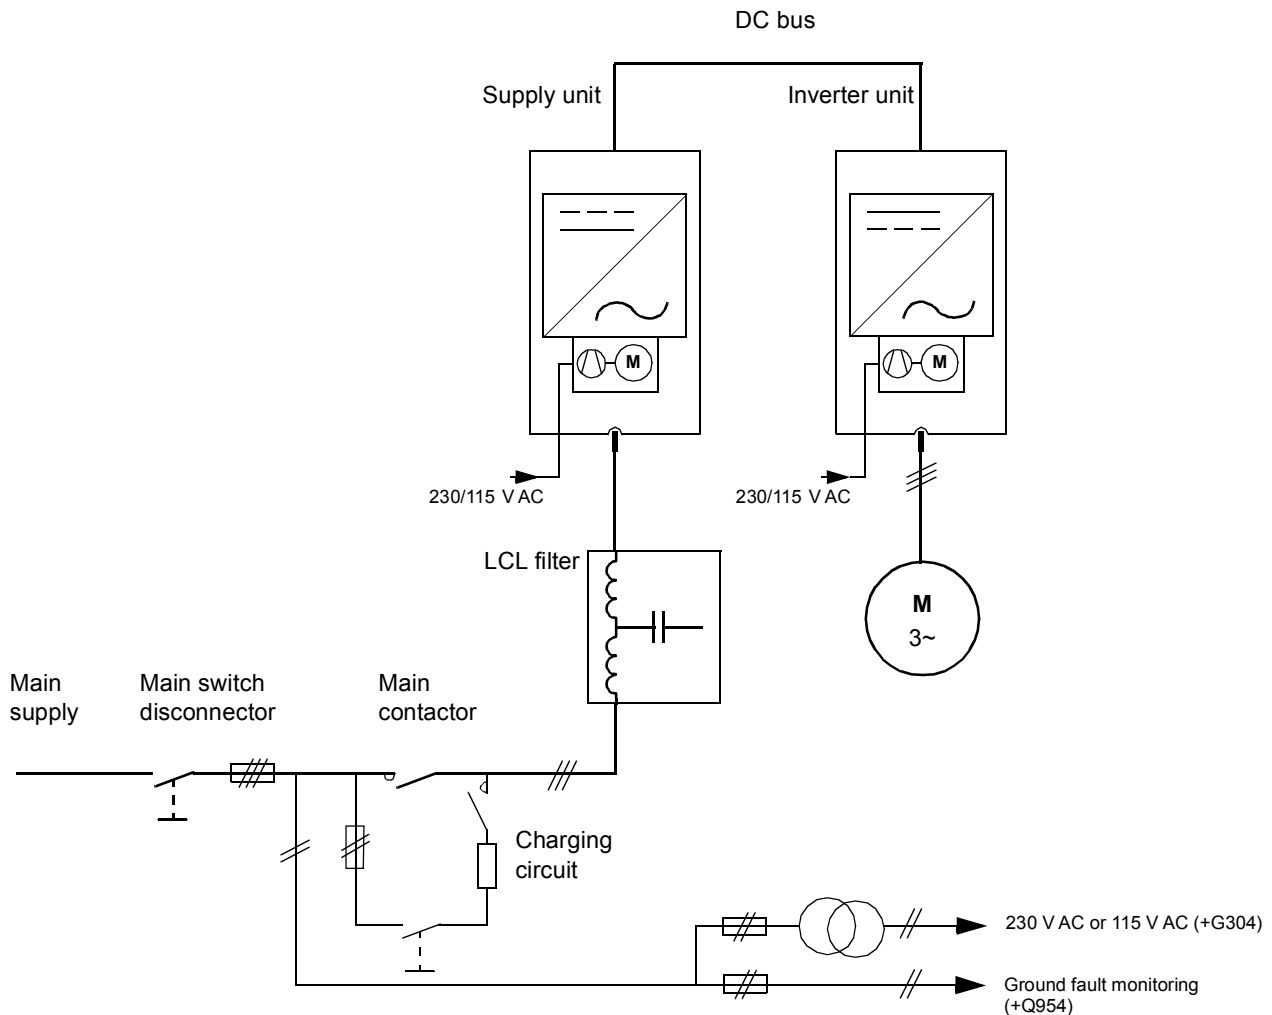 DC bus
Supply unit
Inverter unit
M
M
230/115 V AC
230/115 V AC
LCL filter
M
3~
Main
supply
Main switch
disconnector
Main
contactor
Charging
circuit
230 V AC or 115 V AC (+G304)
Ground fault monitoring
(+Q954)